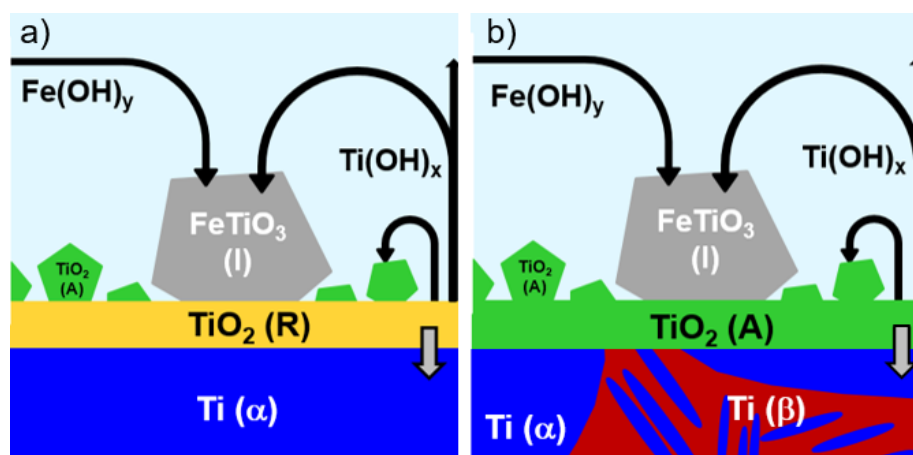 a)
Fe(OH)y
Ti(OH)x
FeTiO3
(I)
TiO2
(A)
TiO2 (R)
Ti (α)
b)
Fe(OH)y
Ti(OH)x
FeTiO3
(I)
TiO2
(A)
TiO2 (A)
Ti (β)
Ti (α)